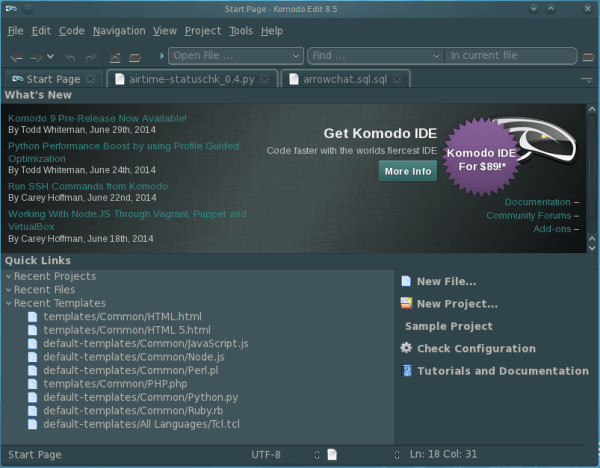 Start Page - Komodo Edit 8.5
File Edit Code Navigation View Project Tools Help
Open File ... Find ... In current file
Start Page airtime-statuschk_0.4.py arrowchat.sql.sql
What's New
Komodo 9 Pre-Release Now Available!
By Todd Whiteman, June 29th, 2014
Python Performance Boost by using Profile Guided
Optimization
By Todd Whiteman, June 24th, 2014
Run SSH Commands from Komodo
By Carey Hoffman, June 22nd, 2014
Working With Node.JS Through Vagrant, Puppet and
VirtualBox
By Carey Hoffman, June 18th, 2014
Get Komodo IDE
Code faster with the worlds fiercest IDE
More Info
Komodo IDE
For $89!*
Documentation –
Community Forums –
Add-ons –
Quick Links
Recent Projects
Recent Files
Recent Templates
templates/Common/HTML.html
templates/Common/HTML 5.html
default-templates/Common/JavaScript.js
default-templates/Common/Node.js
default-templates/Common/Perl.pl
templates/Common/PHP.php
default-templates/Common/Python.py
default-templates/Common/Ruby.rb
default-templates/All Languages/Tcl.tcl
New File...
New Project...
Sample Project
Check Configuration
Tutorials and Documentation
Start Page UTF-8 Ln: 18 Col: 31